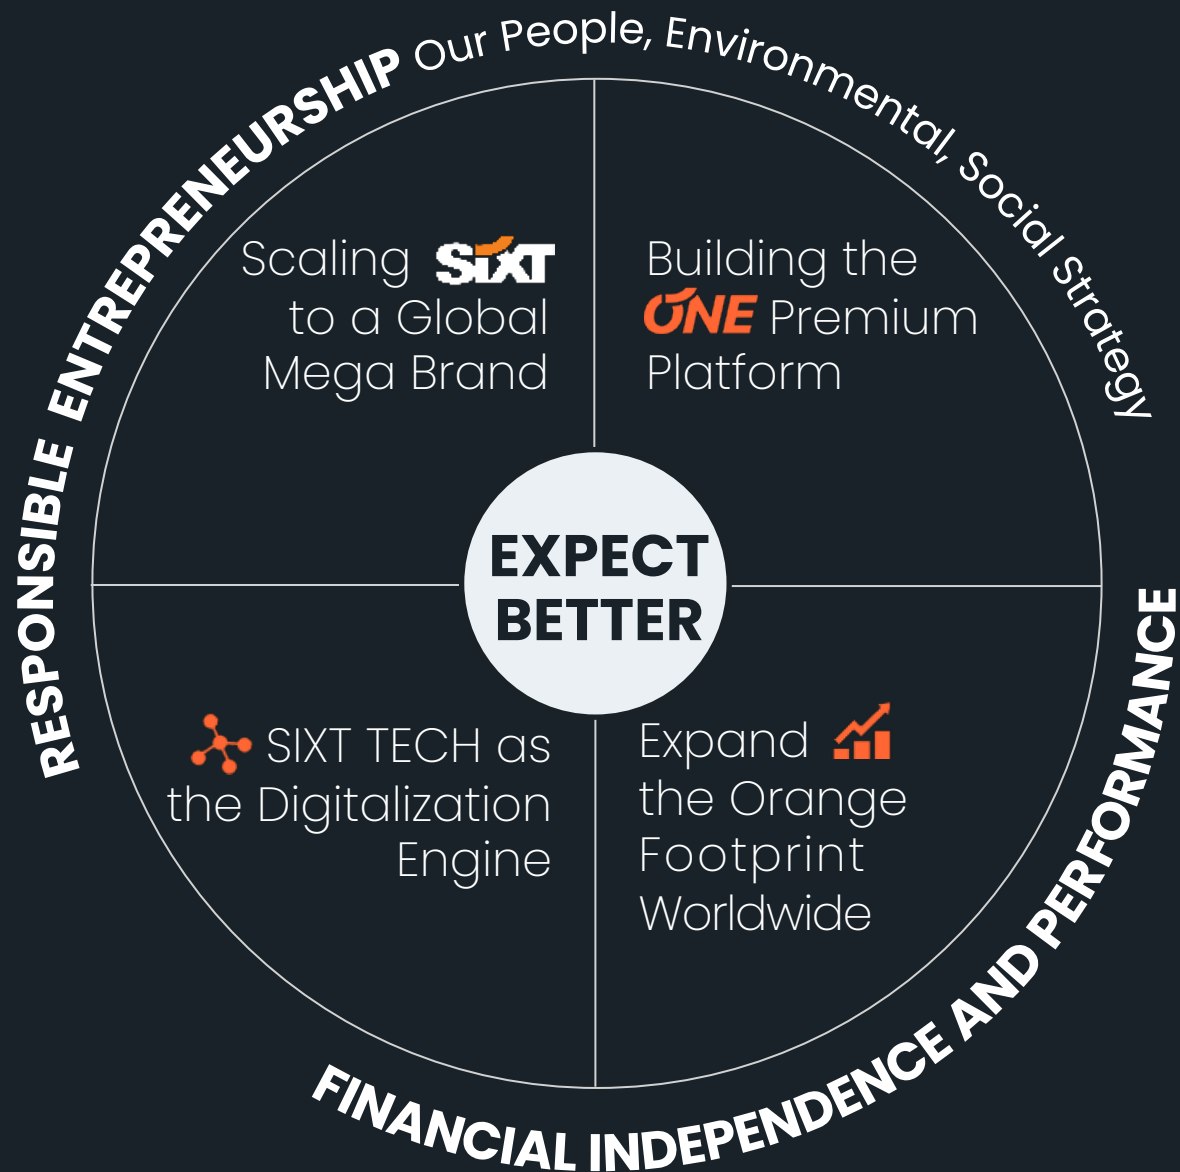 RESPONSIBLE ENTREPRENEURSHIP Our People, Environmental, Social Strategy
Scaling SIXT
to a Global
Mega Brand
Building the
ONE Premium
Platform
EXPECT
BETTER
SIXT TECH as
the Digitalization
Engine
Expand
the Orange
Footprint
Worldwide
FINANCIAL INDEPENDENCE AND PERFORMANCE